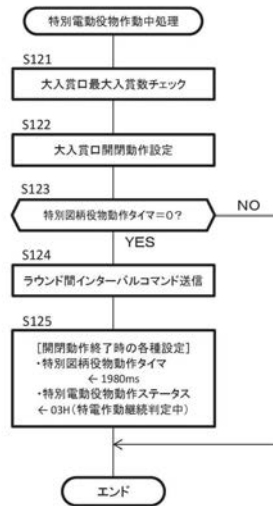 特別電動役物作動中処理
S121
大入賞口最大入賞数チェック
S122
大入賞口開閉動作設定
S123
特別図柄役物動作タイマ=0?
NO
YES
S124
ラウンド間インターバルコマンド送信
S125
[開閉動作終了時の各種設定]
・特別図柄役物動作タイマ
← 1980ms
・特別電動役物動作ステータス
← 03H(特電作動継続判定中)
エンド